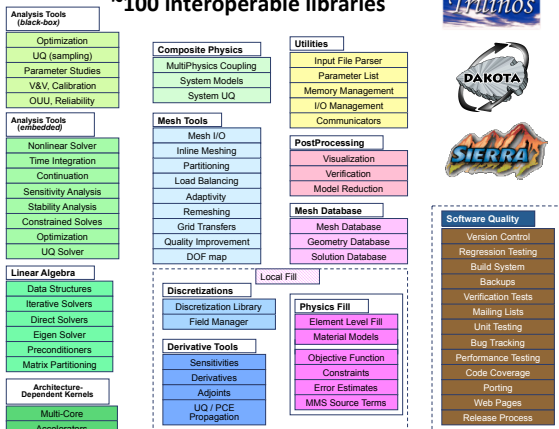 ~100 interoperable libraries
Analysis Tools
(black-box)
Optimization
UQ (sampling)
Parameter Studies
V&V, Calibration
OUU, Reliability
Analysis Tools
(embedded)
Nonlinear Solver
Time Integration
Continuation
Sensitivity Analysis
Stability Analysis
Constrained Solves
Optimization
UQ Solver
Linear Algebra
Data Structures
Iterative Solvers
Direct Solvers
Eigen Solver
Preconditioners
Matrix Partitioning
Architecture-
Dependent Kernels
Multi-Core
Accelerators
Composite Physics
MultiPhysics Coupling
System Models
System UQ
Mesh Tools
Mesh I/O
Inline Meshing
Partitioning
Load Balancing
Adaptivity
Remeshing
Grid Transfers
Quality Improvement
DOF map
Utilities
Input File Parser
Parameter List
Memory Management
I/O Management
Communicators
PostProcessing
Visualization
Verification
Model Reduction
Mesh Database
Mesh Database
Geometry Database
Solution Database
Local Fill
Discretizations
Discretization Library
Field Manager
Derivative Tools
Sensitivities
Derivatives
Adjoints
UQ / PCE
Propagation
Physics Fill
Element Level Fill
Material Models
Objective Function
Constraints
Error Estimates
MMS Source Terms
Trilinos
DAKOTA
SIERRA
Software Quality
Version Control
Regression Testing
Build System
Backups
Verification Tests
Mailing Lists
Unit Testing
Bug Tracking
Performance Testing
Code Coverage
Porting
Web Pages
Release Process